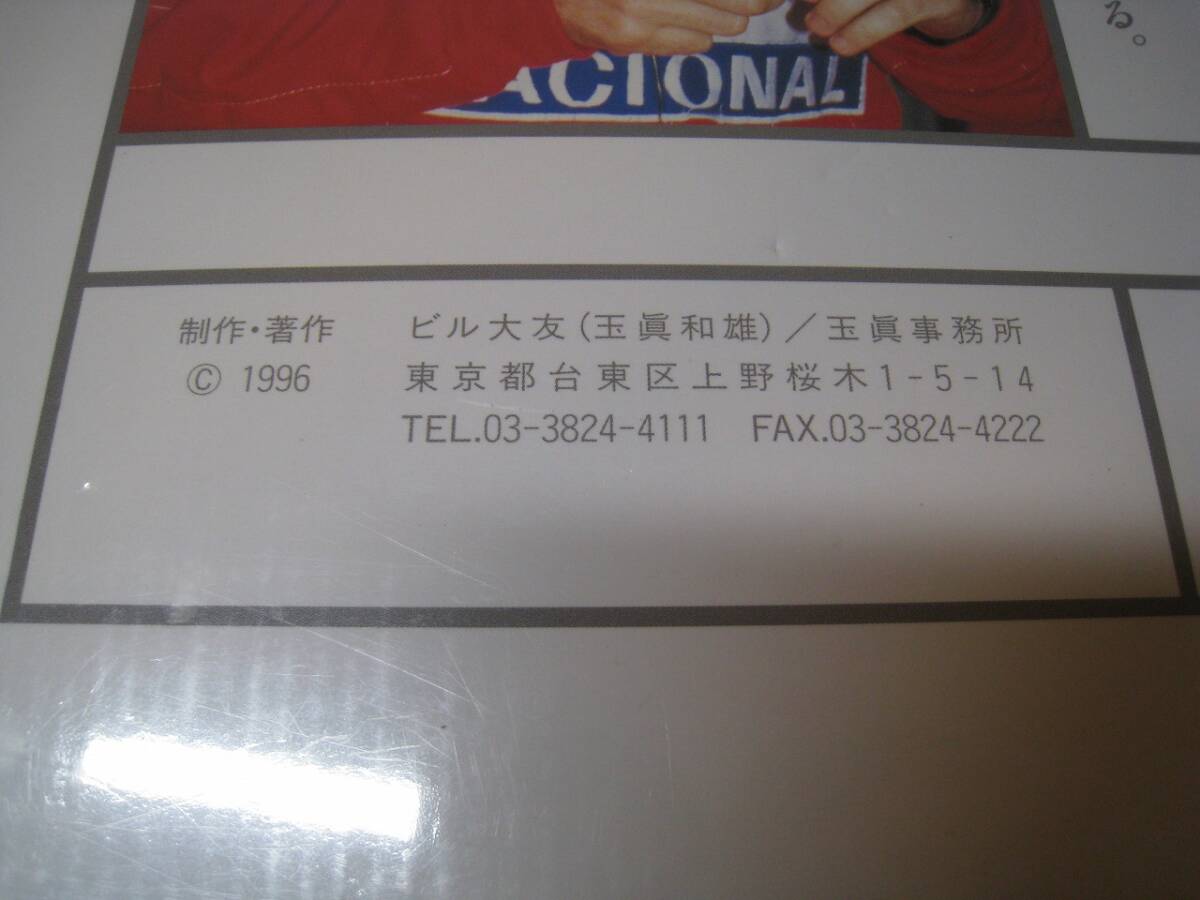 る。
ACIONAL
制作・著作 ビル大友（玉眞和雄）／玉眞事務所
© 1996 東京都台東区上野桜木1-5-14
TEL.03-3824-4111 FAX.03-3824-4222